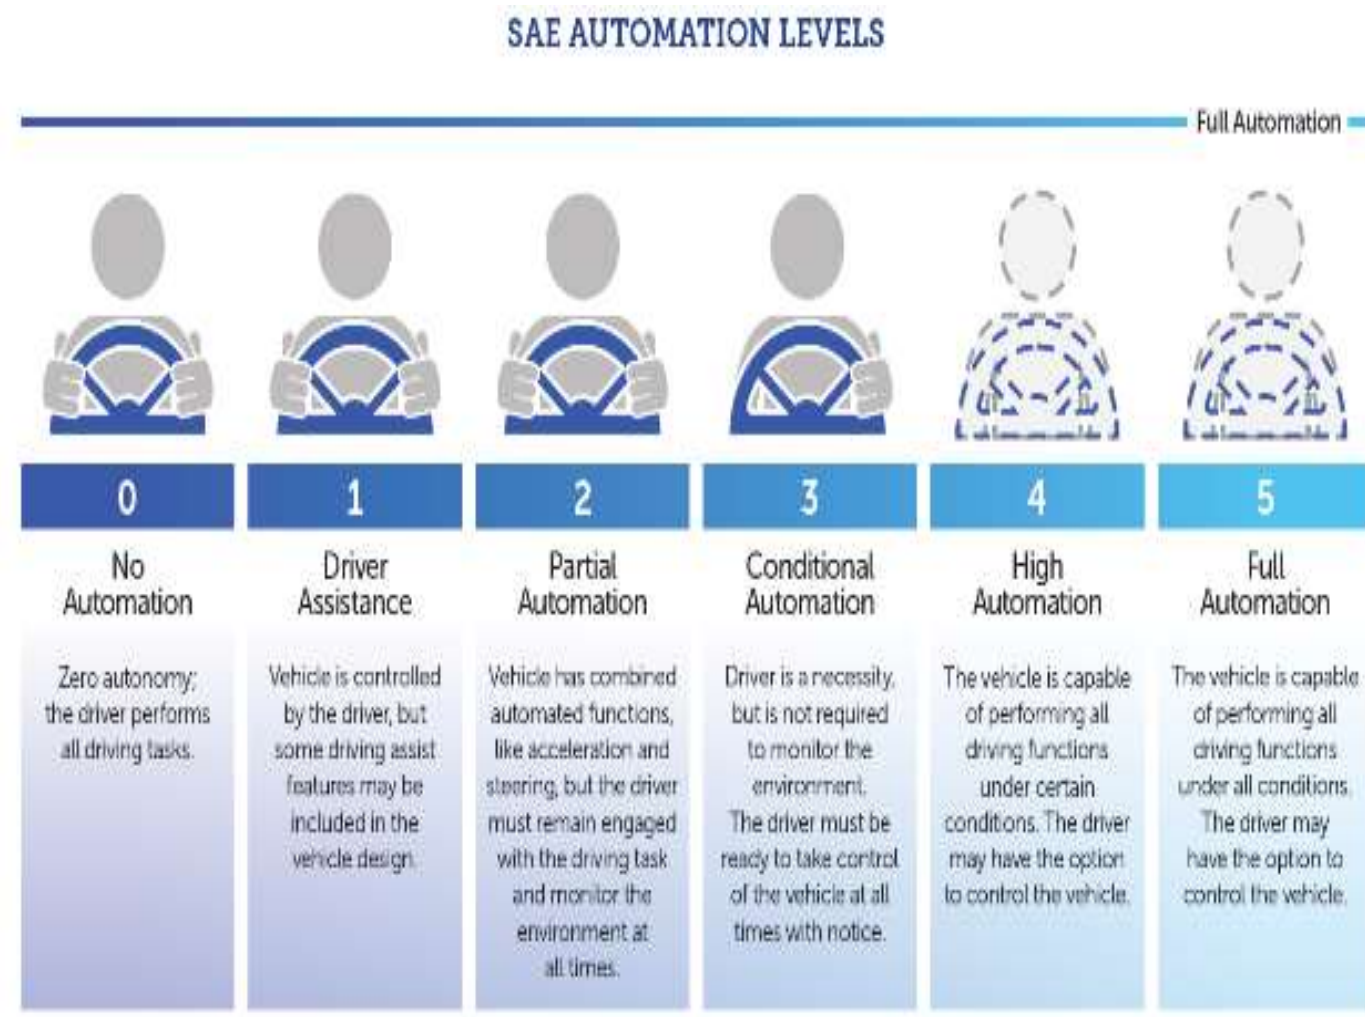 SAE AUTOMATION LEVELS
Full Automation
0
No
Automation
Zero autonomy;
the driver performs
all driving tasks.
1
Driver
Assistance
Vehicle is controlled
by the driver, but
some driving assist
features may be
included in the
vehicle design.
2
Partial
Automation
Vehicle has combined
automated functions,
like acceleration and
steering, but the driver
must remain engaged
with the driving task
and monitor the
environment at
all times.
3
Conditional
Automation
Driver is a necessity,
but is not required
to monitor the
environment.
The driver must be
ready to take control
of the vehicle at all
times with notice.
4
High
Automation
The vehicle is capable
of performing all
driving functions
under certain
conditions. The driver
may have the option
to control the vehicle.
5
Full
Automation
The vehicle is capable
of performing all
driving functions
under all conditions.
The driver may
have the option to
control the vehicle.